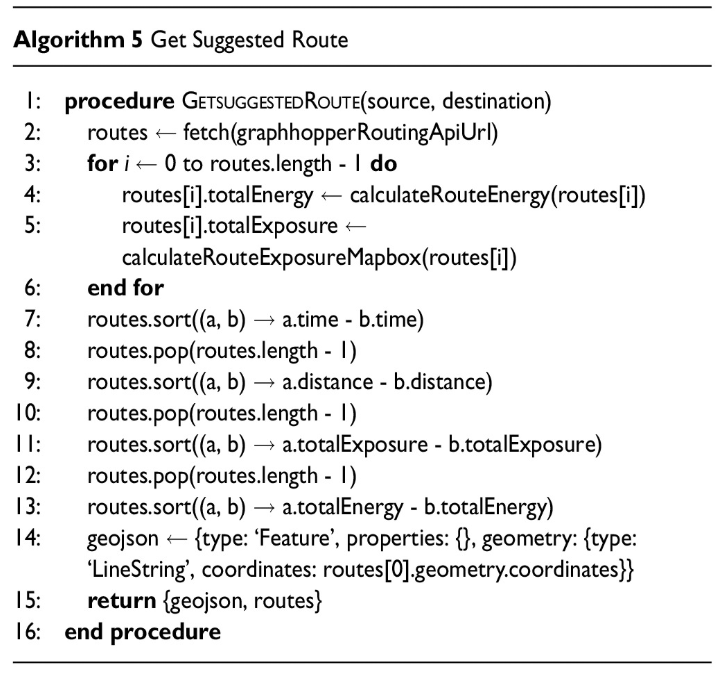 Algorithm 5 Get Suggested Route
1: procedure GETSUGGESTEDROUTE(source, destination)
2: routes ← fetch(graphhopperRoutingApiUrl)
3: for i ← 0 to routes.length - 1 do
4: routes[i].totalEnergy ← calculateRouteEnergy(routes[i])
5: routes[i].totalExposure ←
calculateRouteExposureMapbox(routes[i])
6: end for
7: routes.sort((a, b) → a.time - b.time)
8: routes.pop(routes.length - 1)
9: routes.sort((a, b) → a.distance - b.distance)
10: routes.pop(routes.length - 1)
11: routes.sort((a, b) → a.totalExposure - b.totalExposure)
12: routes.pop(routes.length - 1)
13: routes.sort((a, b) → a.totalEnergy - b.totalEnergy)
14: geojson ← {type: ‘Feature’, properties: {}, geometry: {type:
‘LineString’, coordinates: routes[0].geometry.coordinates}}
15: return {geojson, routes}
16: end procedure